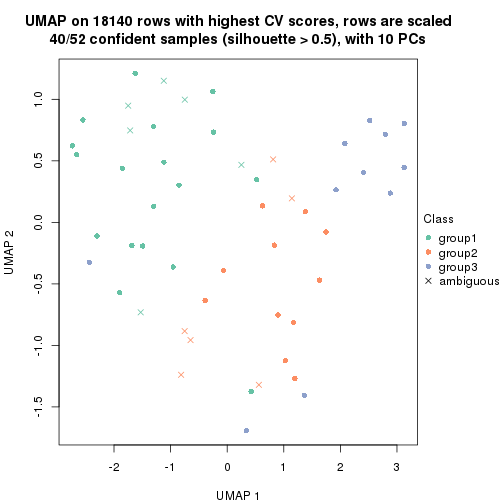 UMAP on 18140 rows with highest CV scores, rows are scaled
40/52 confident samples (silhouette > 0.5), with 10 PCs
1.0
0.5
0.0
-0.5
-1.0
-1.5
UMAP 2
-2
-1
0
1
2
3
UMAP 1
Class
group1
group2
group3
ambiguous